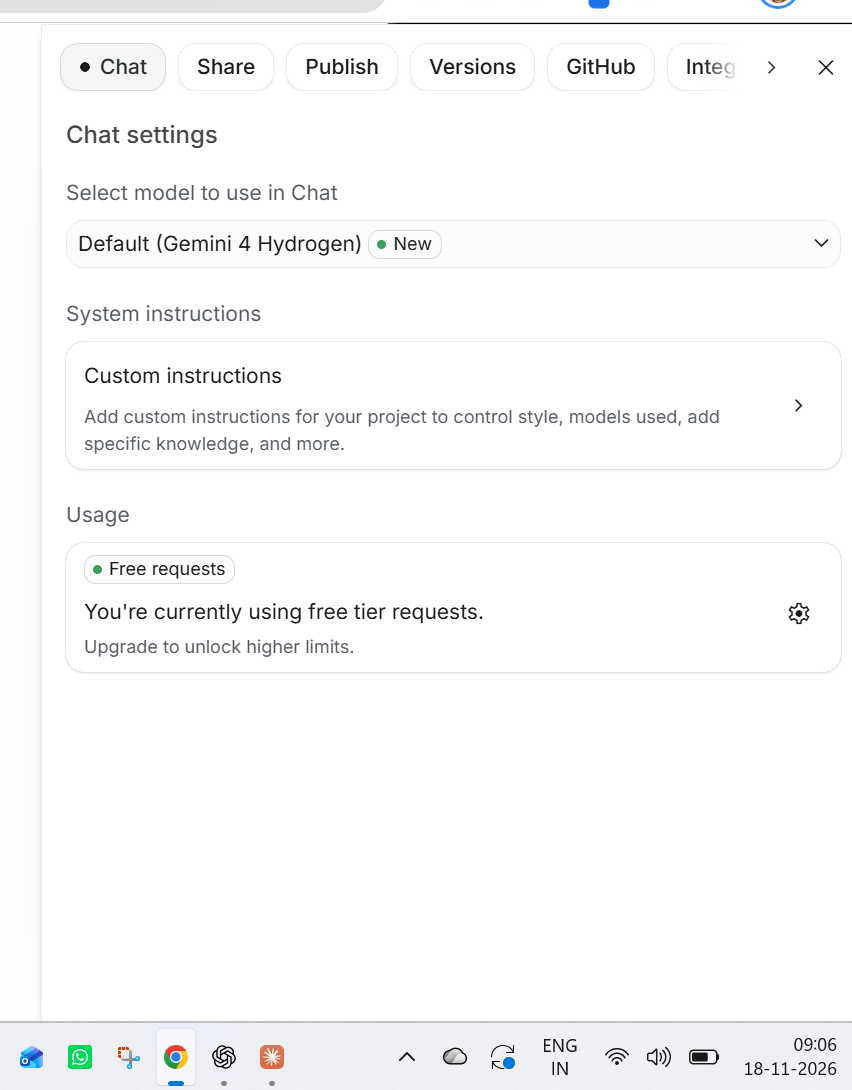 Chat
Share
Publish
Versions
GitHub
Integ
Chat settings
Select model to use in Chat
Default (Gemini 4 Hydrogen)
New
System instructions
Custom instructions
Add custom instructions for your project to control style, models used, add
specific knowledge, and more.
Usage
Free requests
You're currently using free tier requests.
Upgrade to unlock higher limits.
ENG
IN
09:06
18-11-2026